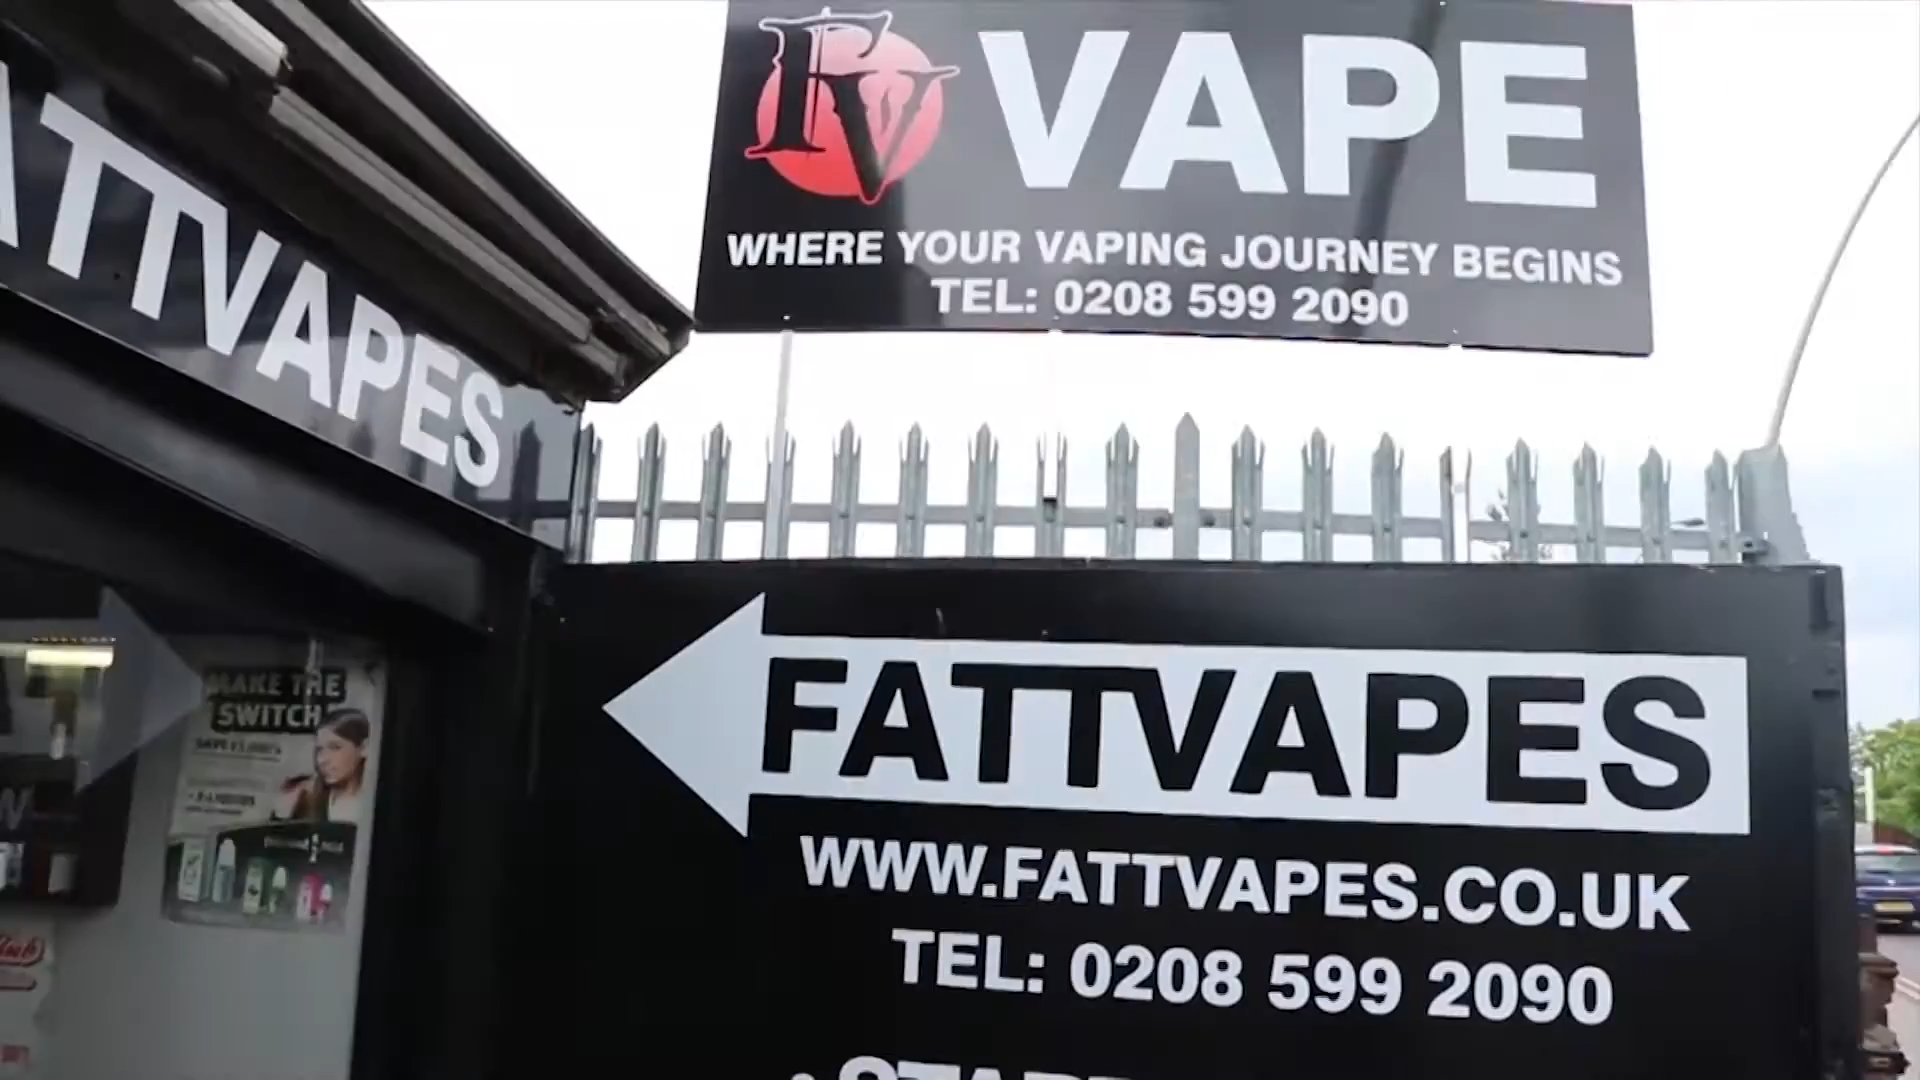 FV VAPE
WHERE YOUR VAPING JOURNEY BEGINS
TEL: 0208 599 2090
ATTVAPES
FATTVAPES
WWW.FATTVAPES.CO.UK
TEL: 0208 599 2090
MAKE THE
SWITCH